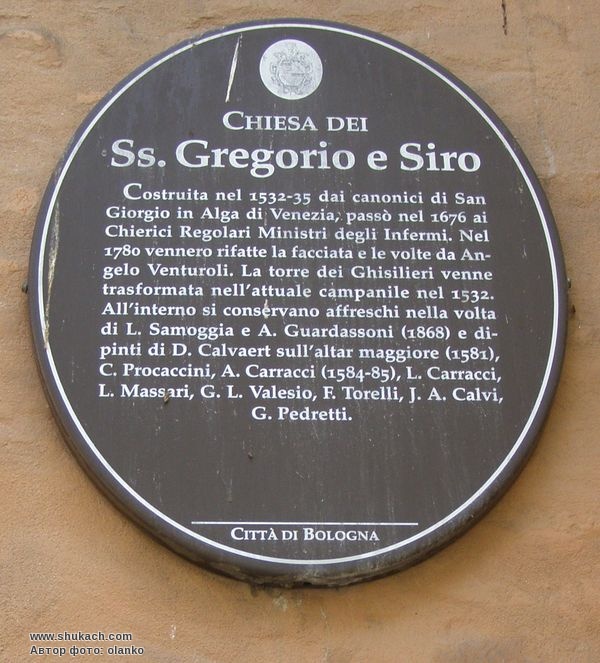 CHIESA DEI
Ss. Gregorio e Siro
Costruita nel 1532-35 dai canonici di San
Giorgio in Alga di Venezia, passò nel 1676 ai
Chierici Regolari Ministri degli Infermi. Nel
1780 vennero rifatte la facciata e le volte da An-
gelo Venturoli. La torre dei Ghisilieri venne
trasformata nell'attuale campanile nel 1532.
All'interno si conservano affreschi nella volta
di L. Samoggia e A. Guardassoni (1868) e di-
pinti di D. Calvaert sull'altar maggiore (1581),
C. Procaccini, A. Carracci (1584-85), L. Carracci,
L. Massari, G. L. Valesio, F. Torelli, J. A. Calvi,
G. Pedretti.
CITTÀ DI BOLOGNA
www.shukach.com
Автор фото: olanko